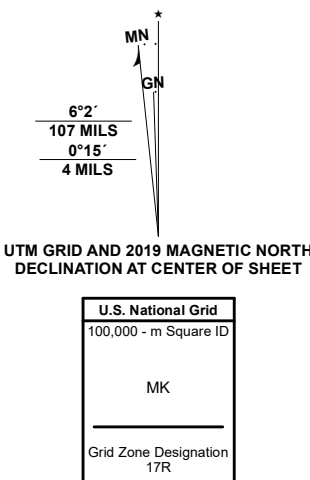 ★
MN
GN
6°2´
107 MILS
0°15´
4 MILS
UTM GRID AND 2019 MAGNETIC NORTH
DECLINATION AT CENTER OF SHEET
U.S. National Grid
100,000 - m Square ID
MK
Grid Zone Designation
17R